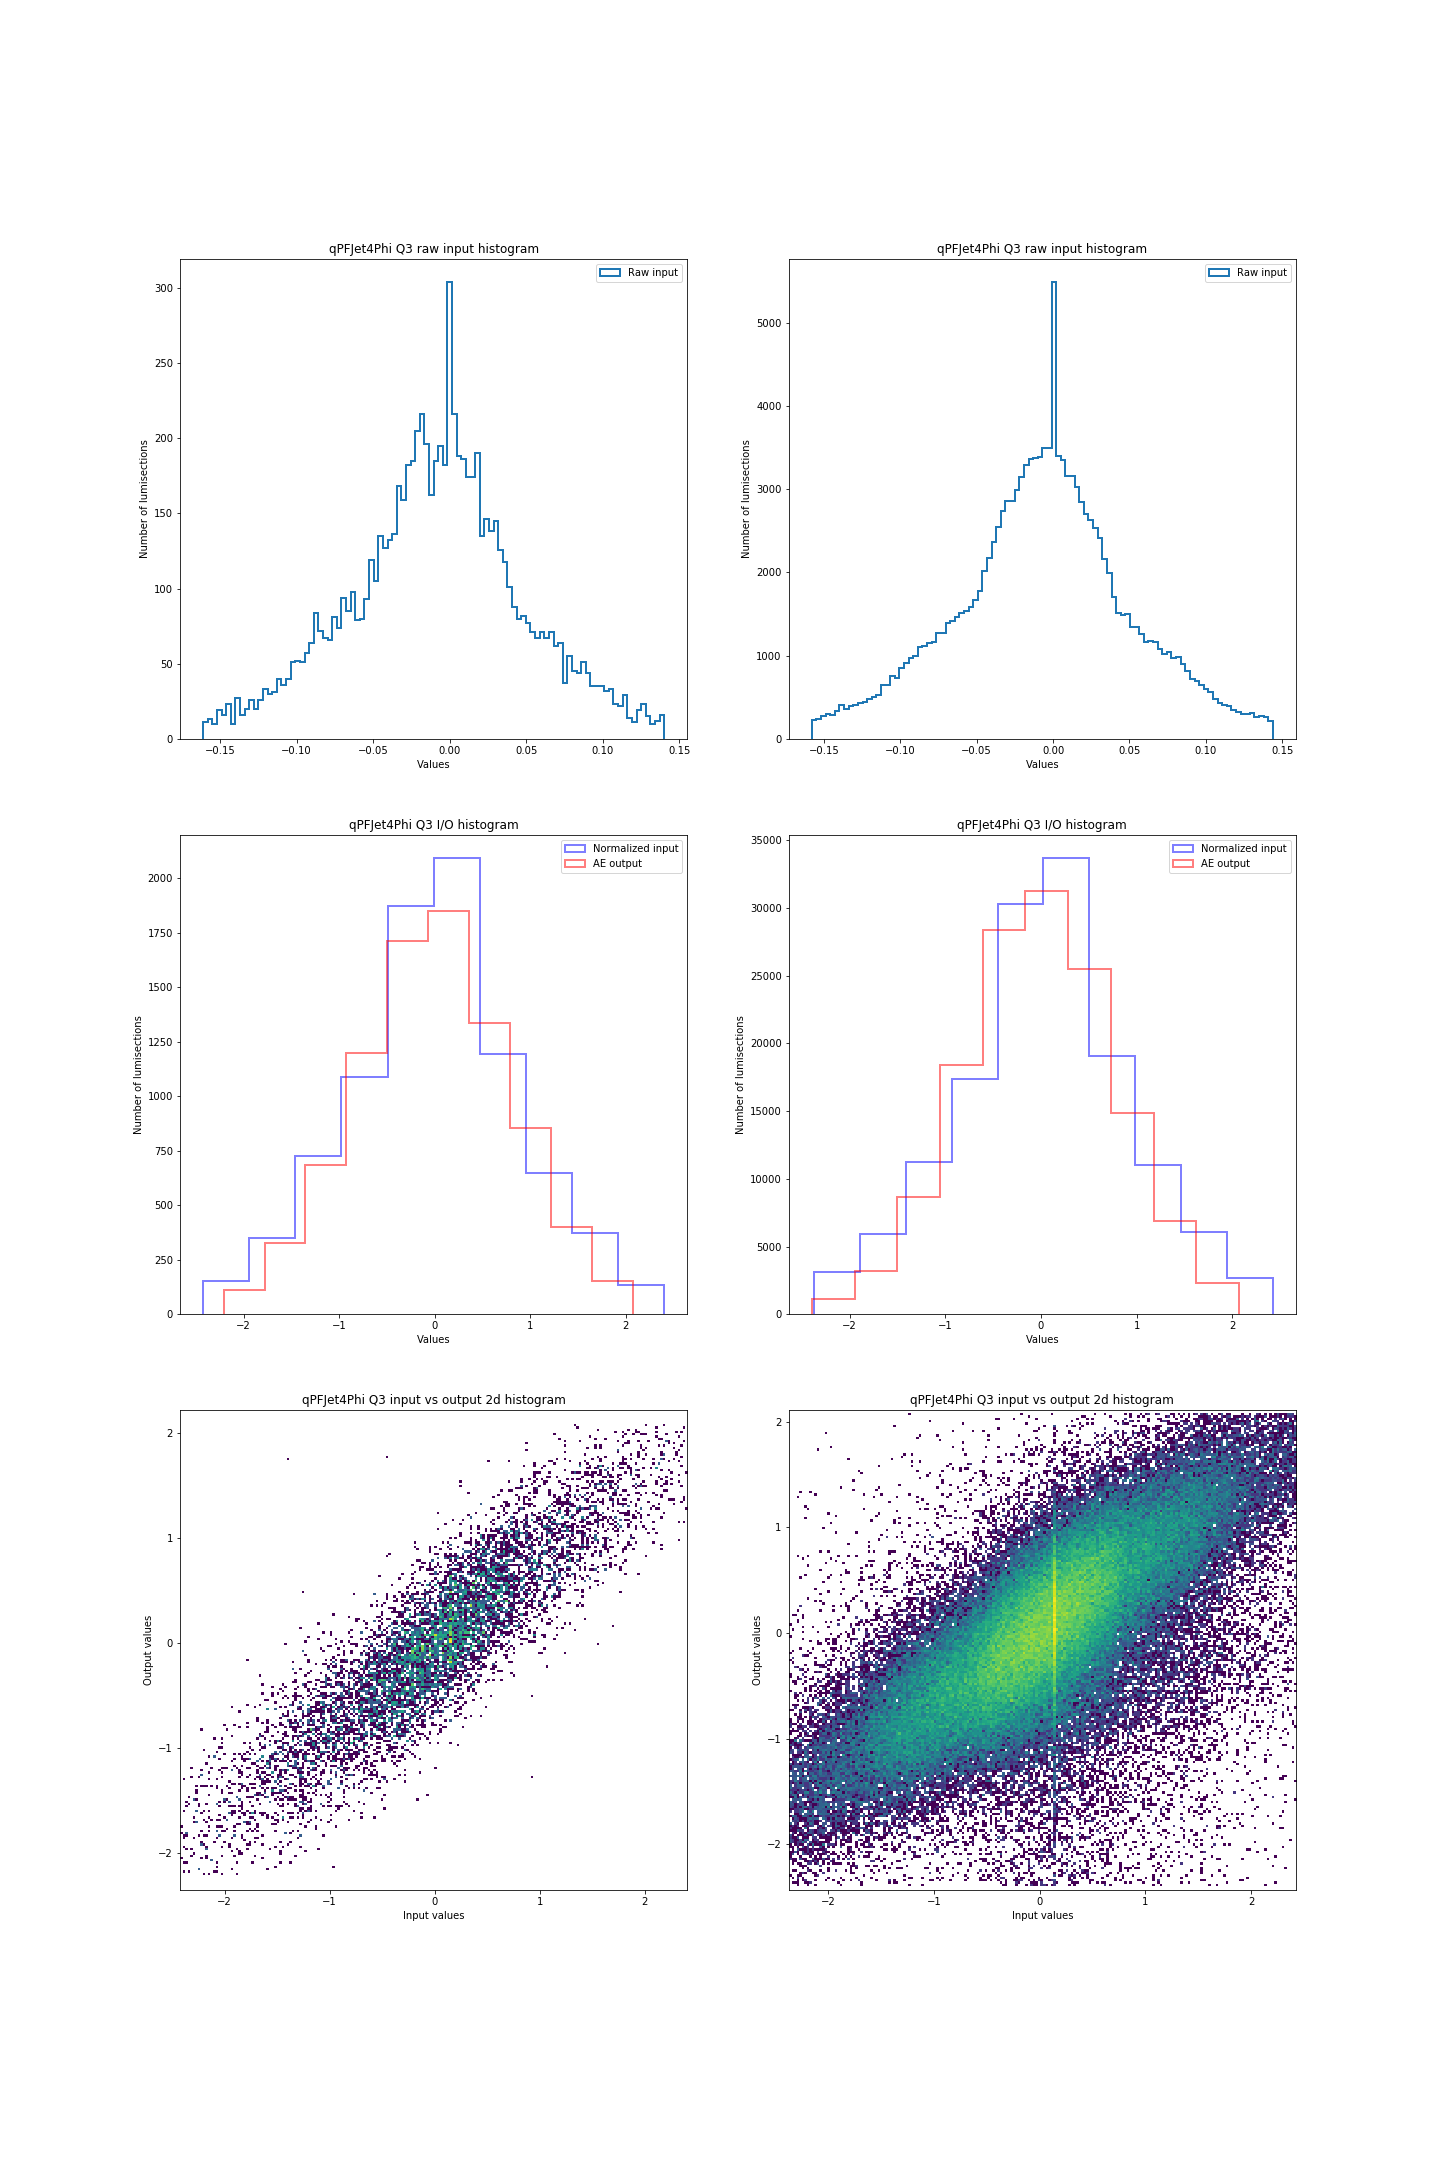 qPFJet4Phi Q3 raw input histogram
Raw input
300
250
200
150
100
50
0
Number of lumisections
−0.15 −0.10 −0.05 0.00 0.05 0.10 0.15
Values
qPFJet4Phi Q3 raw input histogram
Raw input
5000
4000
3000
2000
1000
0
Number of lumisections
−0.15 −0.10 −0.05 0.00 0.05 0.10 0.15
Values
qPFJet4Phi Q3 I/O histogram
Normalized input
AE output
2000
1750
1500
1250
1000
750
500
250
0
Number of lumisections
−2 −1 0 1 2
Values
qPFJet4Phi Q3 I/O histogram
Normalized input
AE output
35000
30000
25000
20000
15000
10000
5000
0
Number of lumisections
−2 −1 0 1 2
Values
qPFJet4Phi Q3 input vs output 2d histogram
2
1
0
−1
−2
Output values
−2 −1 0 1 2
Input values
qPFJet4Phi Q3 input vs output 2d histogram
2
1
0
−1
−2
Output values
−2 −1 0 1 2
Input values